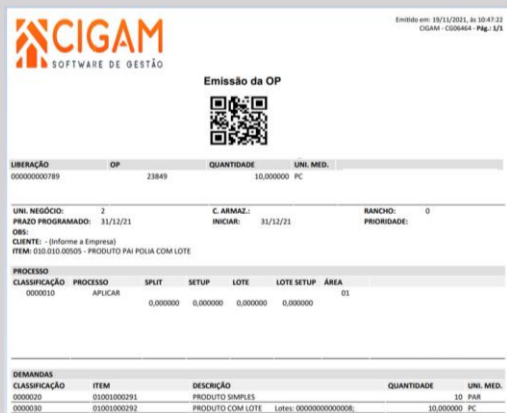 Emitido em: 19/11/2021, às 10:47:22
CIGAM - CG06464 - Pág.: 1/1
CIGAM
SOFTWARE DE GESTÃO
Emissão da OP
LIBERAÇÃO OP QUANTIDADE UNI. MED.
000000000789 23849 10,000000 PC
UNI. NEGÓCIO: 2 C. ARMAZ.: RANCHO: 0
PRAZO PROGRAMADO: 31/12/21 INICIAR: 31/12/21 PRIORIDADE:
OBS:
CLIENTE: - (Informe a Empresa)
ITEM: 010.010.00505 - PRODUTO PAI POLIA COM LOTE
PROCESSO
CLASSIFICAÇÃO PROCESSO SPLIT SETUP LOTE LOTE SETUP ÁREA
0000010 APLICAR 01
0,000000 0,000000 0,000000 0,000000
DEMANDAS
CLASSIFICAÇÃO ITEM DESCRIÇÃO QUANTIDADE UNI. MED.
0000020 01001000291 PRODUTO SIMPLES 10 PAR
0000030 01001000292 PRODUTO COM LOTE Lotes: 00000000000008; 10,000000 PC